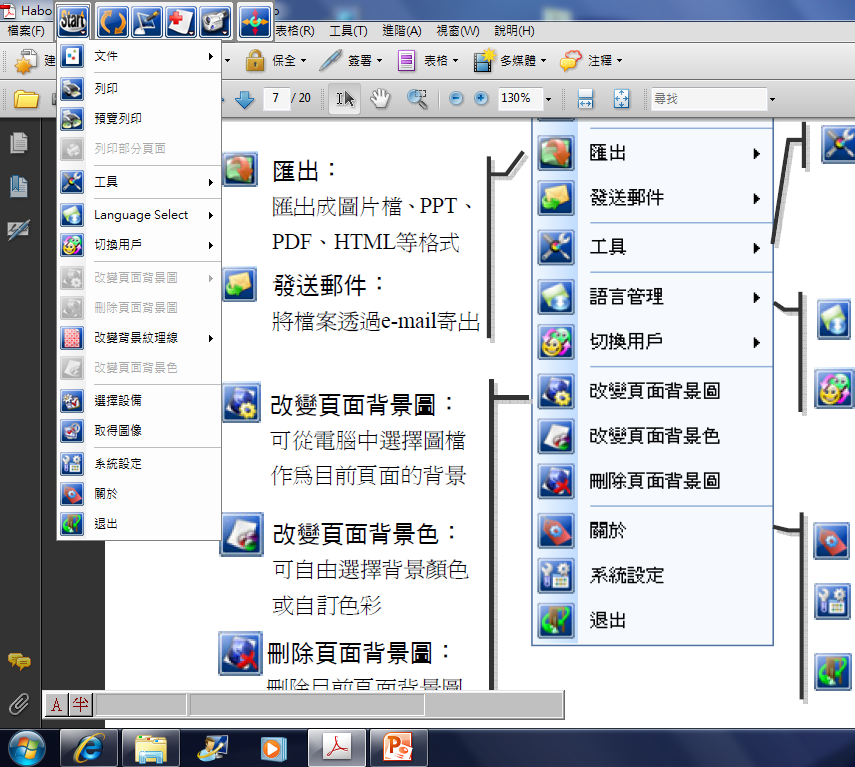 Habo
Start
檔案(F)
表格(R)
工具(T)
進階(A)
視窗(W)
說明(H)
建
保全
簽署
表格
多媒體
注釋
7
/ 20
130%
尋找
文件
列印
預覽列印
列印部分頁面
工具
Language Select
切換用戶
改變頁面背景圖
刪除頁面背景圖
改變背景紋理線
改變頁面背景色
選擇設備
取得圖像
系統設定
關於
退出
匯出：
匯出成圖片檔、PPT、
PDF、HTML等格式
發送郵件：
將檔案透過e-mail寄出
改變頁面背景圖：
可從電腦中選擇圖檔
作為目前頁面的背景
改變頁面背景色：
可自由選擇背景顏色
或自訂色彩
刪除頁面背景圖：
刪除目前頁面背景圖
匯出
發送郵件
工具
語言管理
切換用戶
改變頁面背景圖
改變頁面背景色
刪除頁面背景圖
關於
系統設定
退出
A 半